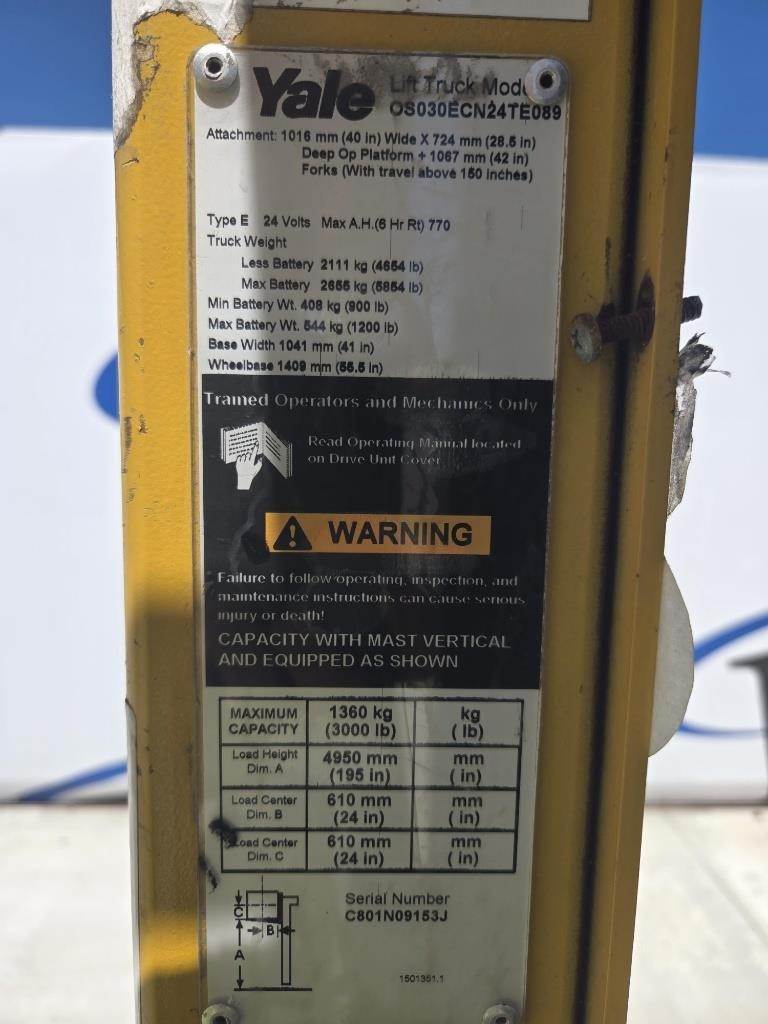 Yale
Lift Truck
OS030ECN24TE089
Attachment: 1016 mm (40 in) Wide X 724 mm (28.5 in)
Deep Op Platform + 1067 mm (42 in)
Forks (With travel above 150 inches)
Type E 24 Volts Max A.H.(6 Hr Rt) 770
Truck Weight
Less Battery 2111 kg (4654 lb)
Max Battery 2655 kg (5854 lb)
Min Battery Wt. 408 kg (900 lb)
Max Battery Wt. 544 kg (1200 lb)
Base Width 1041 mm (41 in)
Wheelbase 1409 mm (55.5 in)
Trained Operators and Mechanics Only
Read Operating Manual located
on Drive Unit Cover
WARNING
Failure to follow operating, inspection, and
maintenance instructions can cause serious
injury or death!
CAPACITY WITH MAST VERTICAL
AND EQUIPPED AS SHOWN
MAXIMUM CAPACITY 1360 kg (3000 lb) kg ( lb)
Load Height Dim. A 4950 mm (195 in) mm ( in)
Load Center Dim. B 610 mm (24 in) mm ( in)
Load Center Dim. C 610 mm (24 in) mm ( in)
C
B
A
Serial Number
C801N09153J
1501351.1